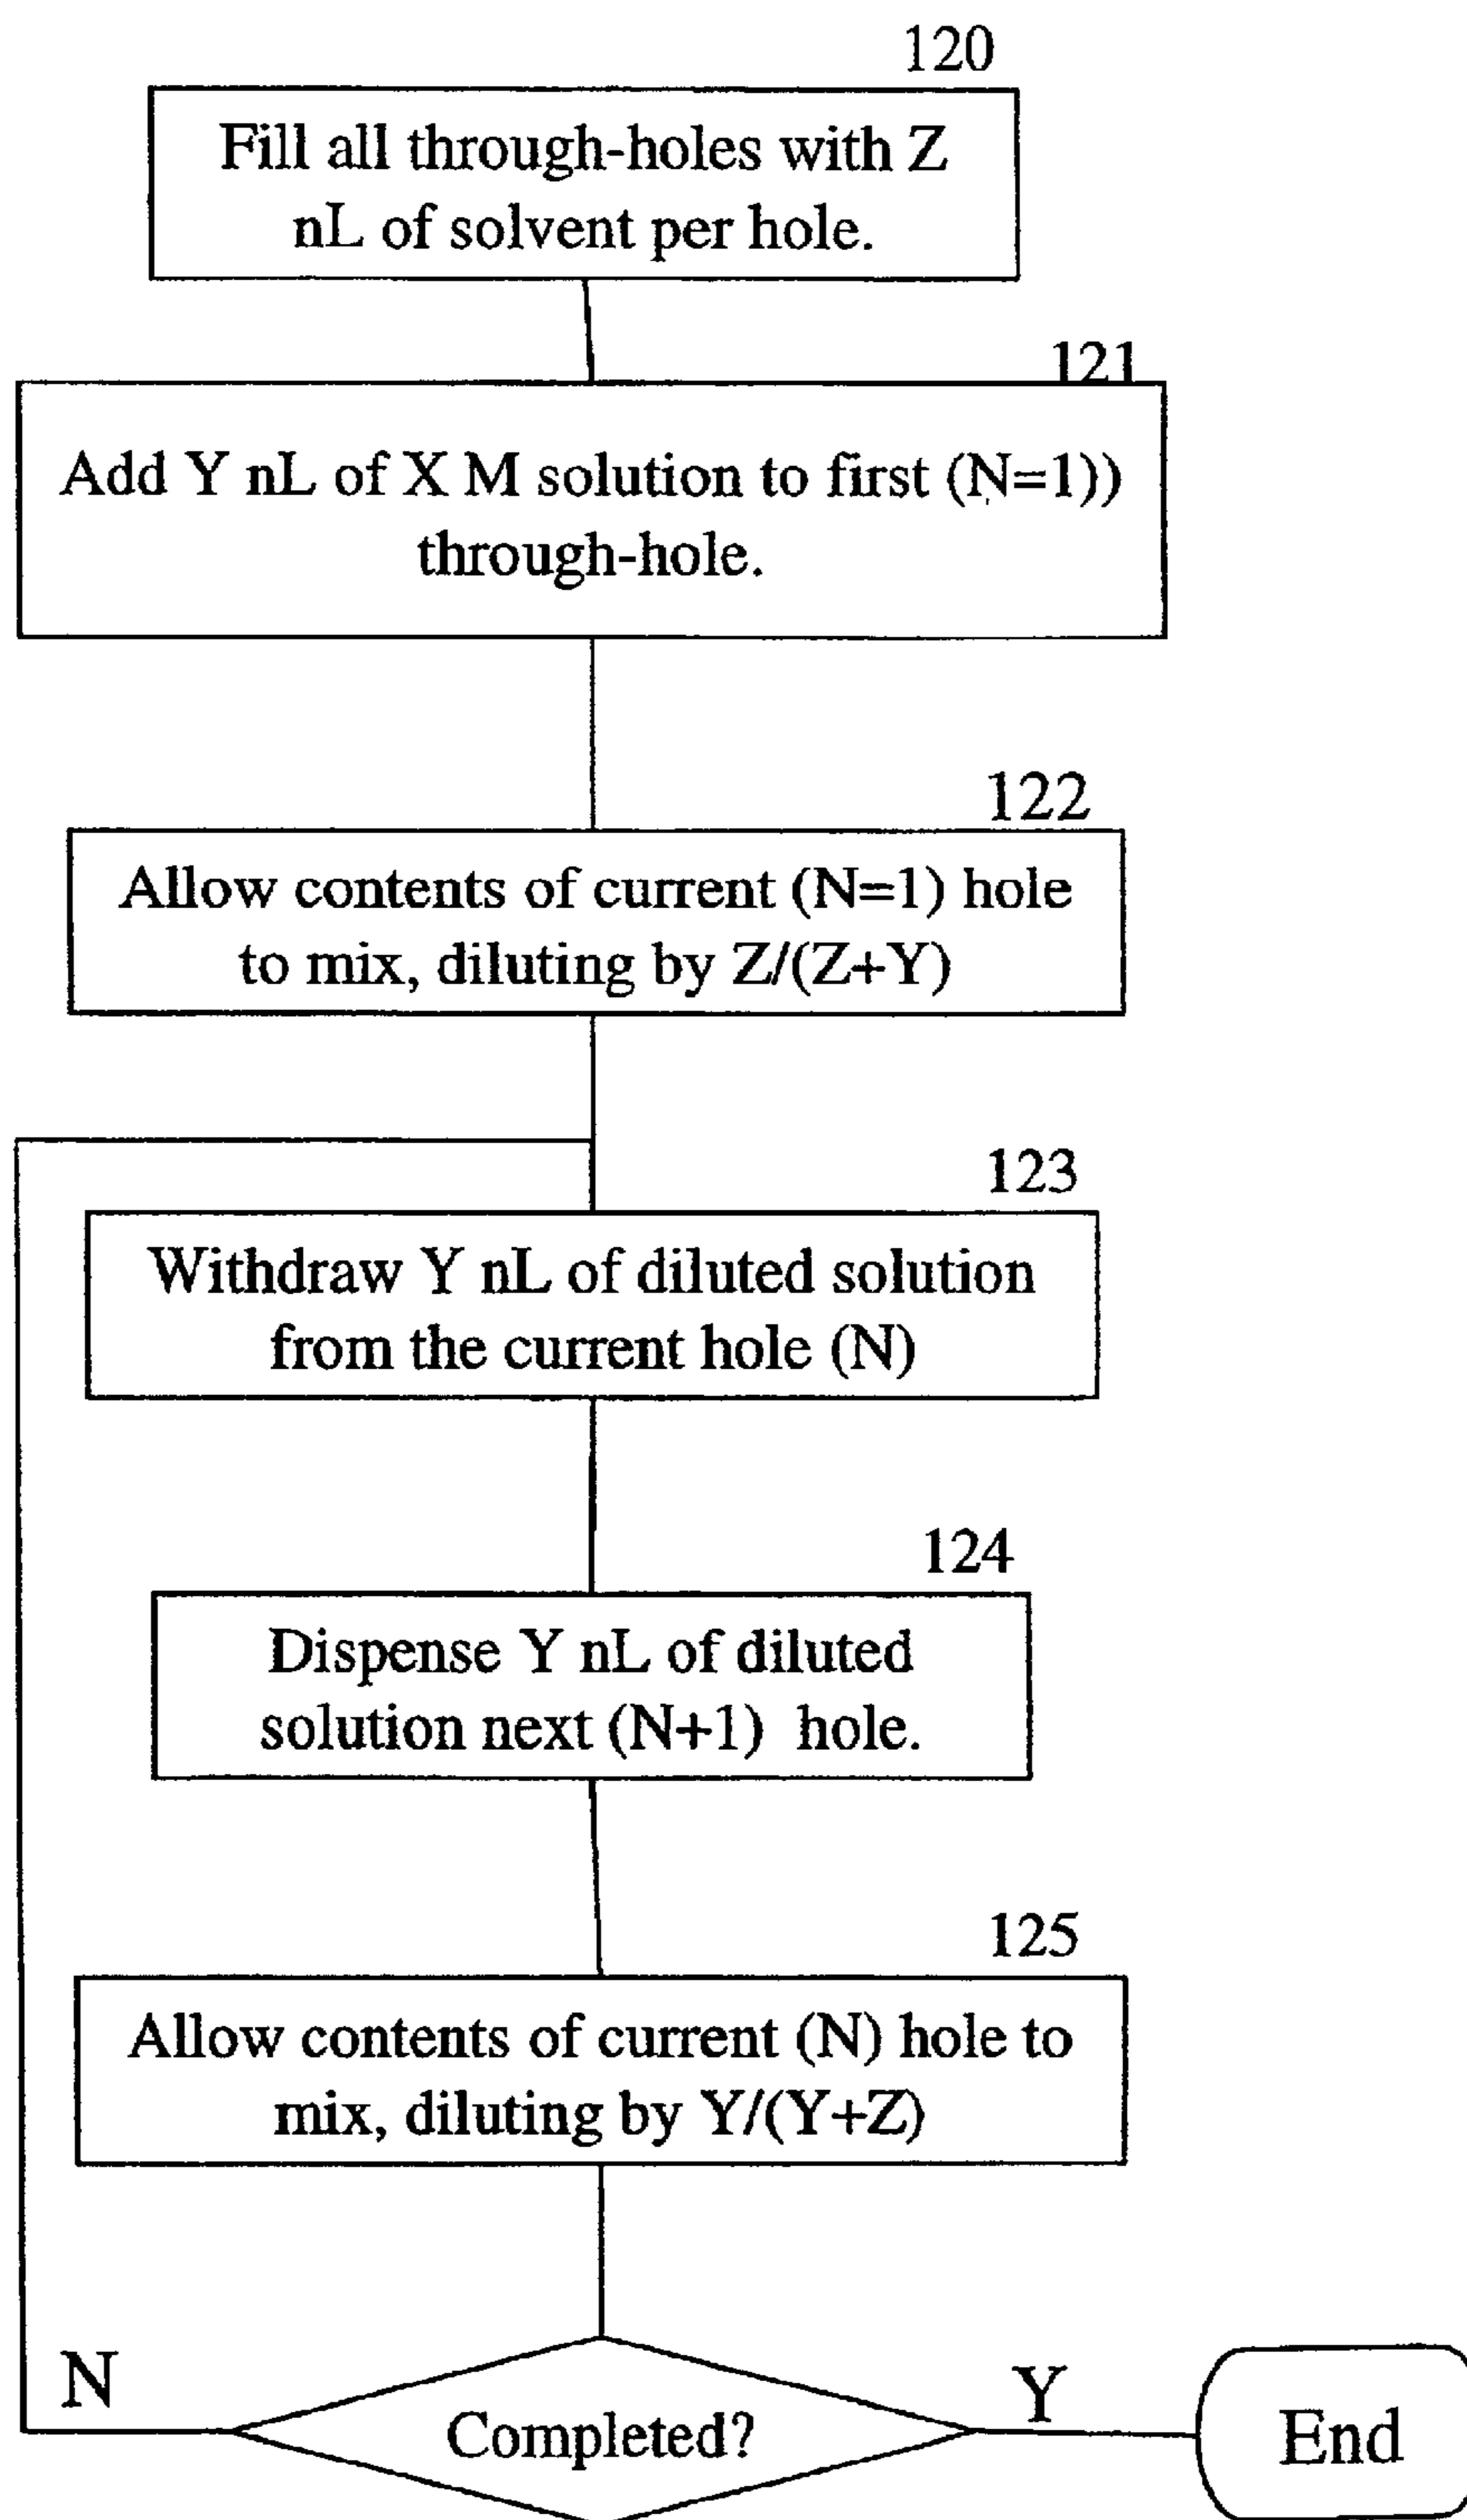 120
Fill all through-holes with Z
nL of solvent per hole.
121
Add Y nL of X M solution to first (N=1))
through-hole.
122
Allow contents of current (N=1) hole
to mix, diluting by Z/(Z+Y)
123
Withdraw Y nL of diluted solution
from the current hole (N)
124
Dispense Y nL of diluted
solution next (N+1) hole.
125
Allow contents of current (N) hole to
mix, diluting by Y/(Y+Z)
N
Completed?
Y
End